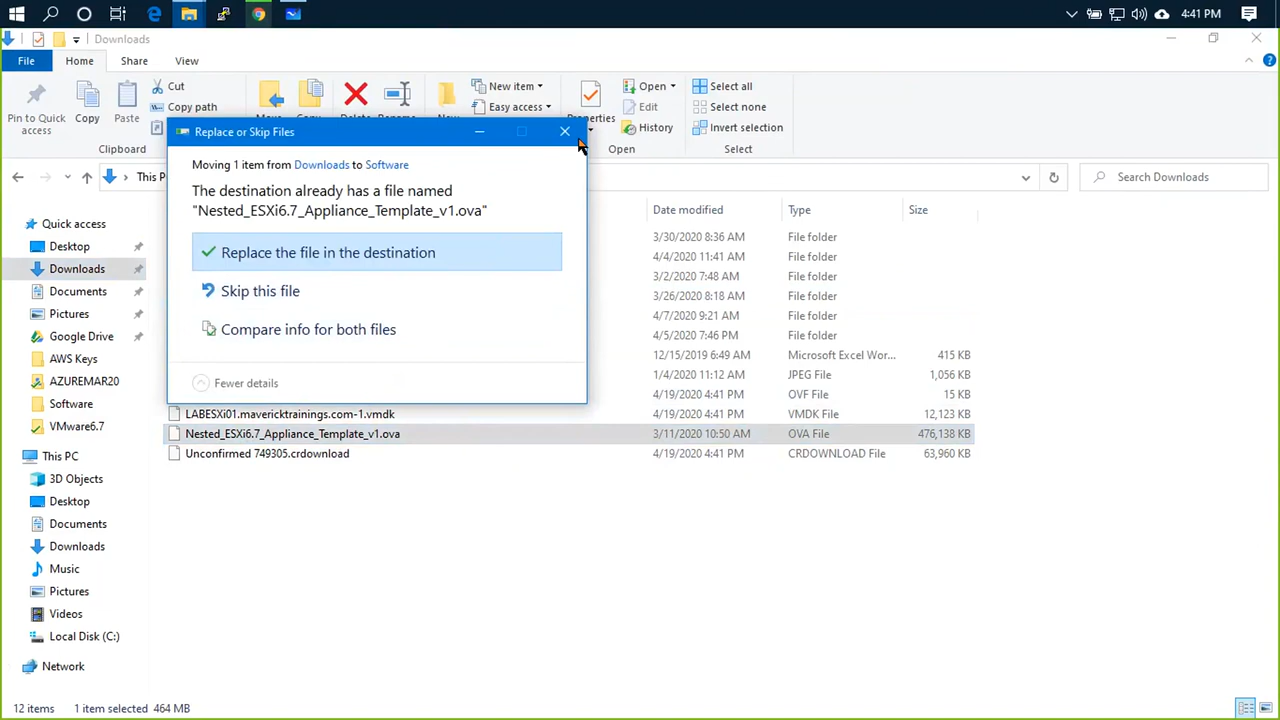 4:41 PM
Downloads
File
Home
Share
View
Pin to Quick
access
Copy
Paste
Cut
Copy path
Clipboard
New item
Easy access
Properties
Open
Edit
History
Open
Select all
Select none
Invert selection
Select
This P
Search Downloads
Replace or Skip Files
Moving 1 item from Downloads to Software
The destination already has a file named
"Nested_ESXi6.7_Appliance_Template_v1.ova"
Replace the file in the destination
Skip this file
Compare info for both files
Fewer details
Date modified Type Size
3/30/2020 8:36 AM File folder
4/4/2020 11:41 AM File folder
3/2/2020 7:48 AM File folder
3/26/2020 8:18 AM File folder
4/7/2020 9:21 AM File folder
4/5/2020 7:46 PM File folder
12/15/2019 6:49 AM Microsoft Excel Wor... 415 KB
1/4/2020 11:12 AM JPEG File 1,056 KB
4/19/2020 4:41 PM OVF File 15 KB
LABESXi01.mavericktrainings.com-1.vmdk 4/19/2020 4:41 PM VMDK File 12,123 KB
Nested_ESXi6.7_Appliance_Template_v1.ova 3/11/2020 10:50 AM OVA File 476,138 KB
Unconfirmed 749305.crdownload 4/19/2020 4:41 PM CRDOWNLOAD File 63,960 KB
Quick access
Desktop
Downloads
Documents
Pictures
Google Drive
AWS Keys
AZUREMAR20
Software
VMware6.7
This PC
3D Objects
Desktop
Documents
Downloads
Music
Pictures
Videos
Local Disk (C:)
Network
12 items 1 item selected 464 MB